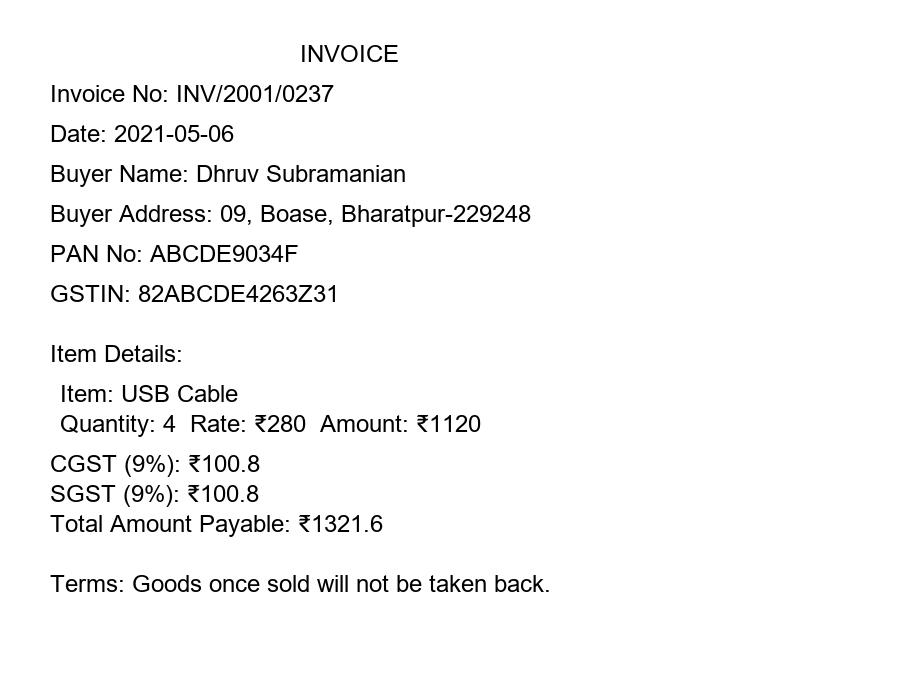 INVOICE
Invoice No: INV/2001/0237
Date: 2021-05-06
Buyer Name: Dhruv Subramanian
Buyer Address: 09, Boase, Bharatpur-229248
PAN No: ABCDE9034F
GSTIN: 82ABCDE4263Z31
Item Details:
Item: USB Cable
Quantity: 4  Rate: ₹280  Amount: ₹1120
CGST (9%): ₹100.8
SGST (9%): ₹100.8
Total Amount Payable: ₹1321.6
Terms: Goods once sold will not be taken back.